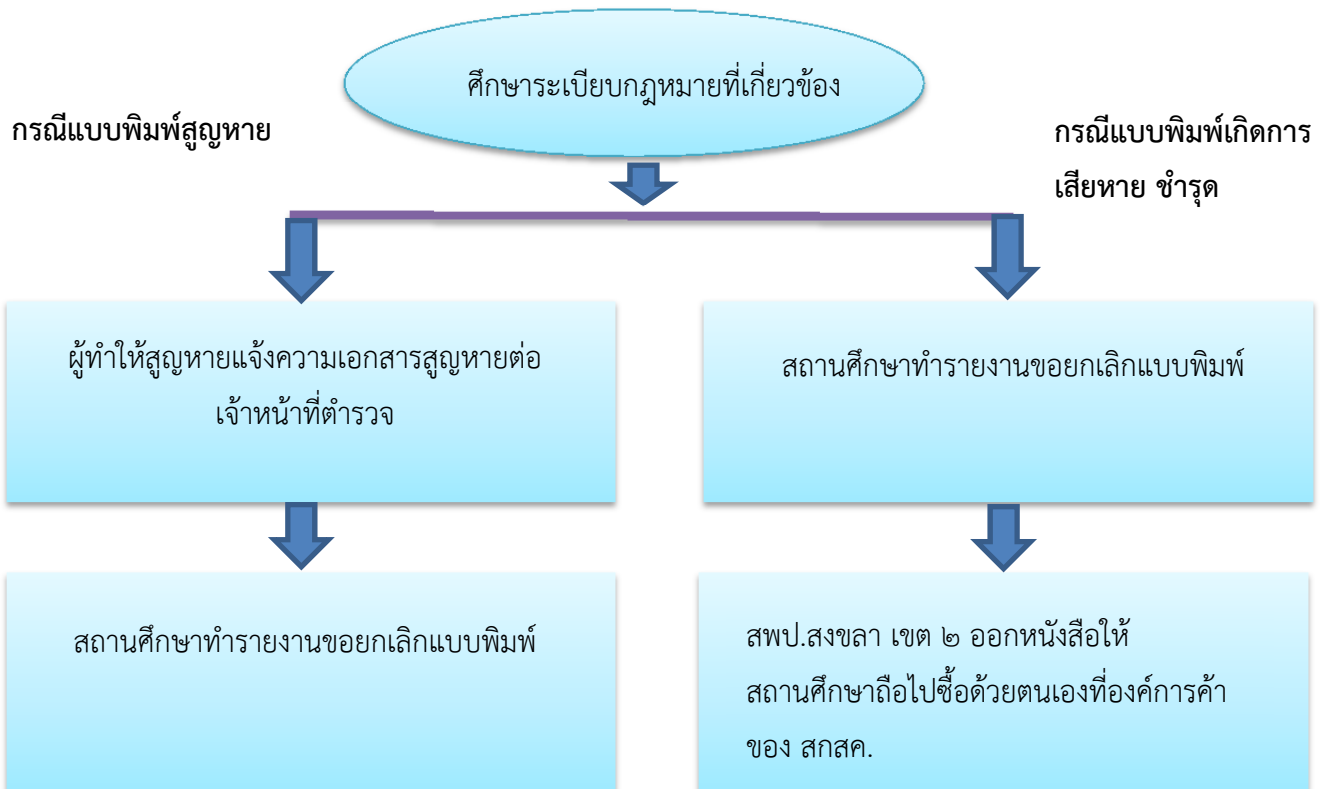 ศึกษาระเบียบกฎหมายที่เกี่ยวข้อง
กรณีแบบพิมพ์สูญหาย
กรณีแบบพิมพ์เกิดการ
เสียหาย ชำรุด
ผู้ทำให้สูญหายแจ้งความเอกสารสูญหายต่อ
เจ้าหน้าที่ตำรวจ
สถานศึกษาทำรายงานขอยกเลิกแบบพิมพ์
สถานศึกษาทำรายงานขอยกเลิกแบบพิมพ์
สพป.สงขลา เขต ๒ ออกหนังสือให้
สถานศึกษาถือไปซื้อด้วยตนเองที่องค์การค้า
ของ สกสค.